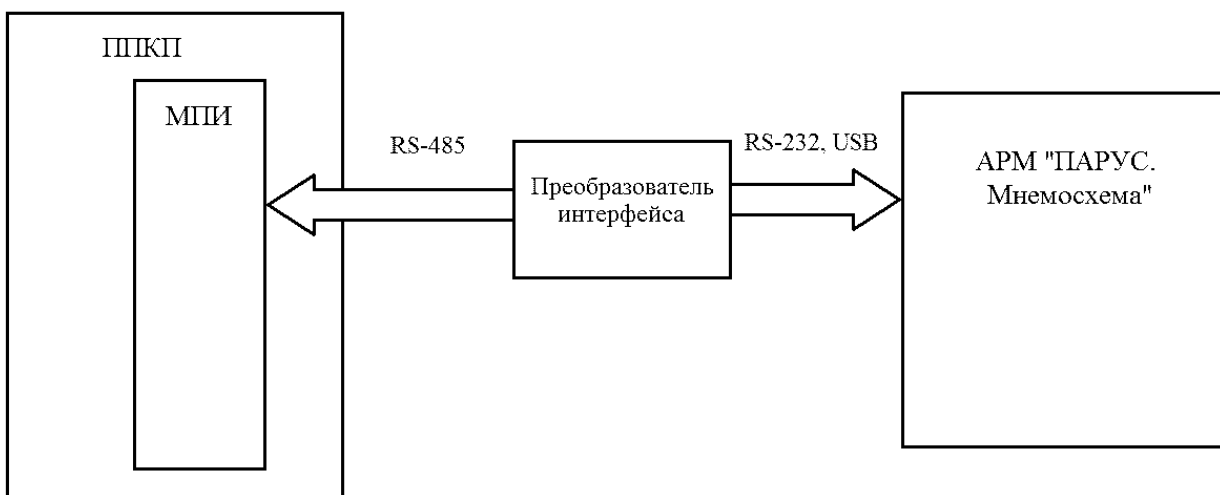 ППКП
МПИ
RS-485
Преобразователь
интерфейса
RS-232, USB
АРМ "ПАРУС.
Мнемосхема"